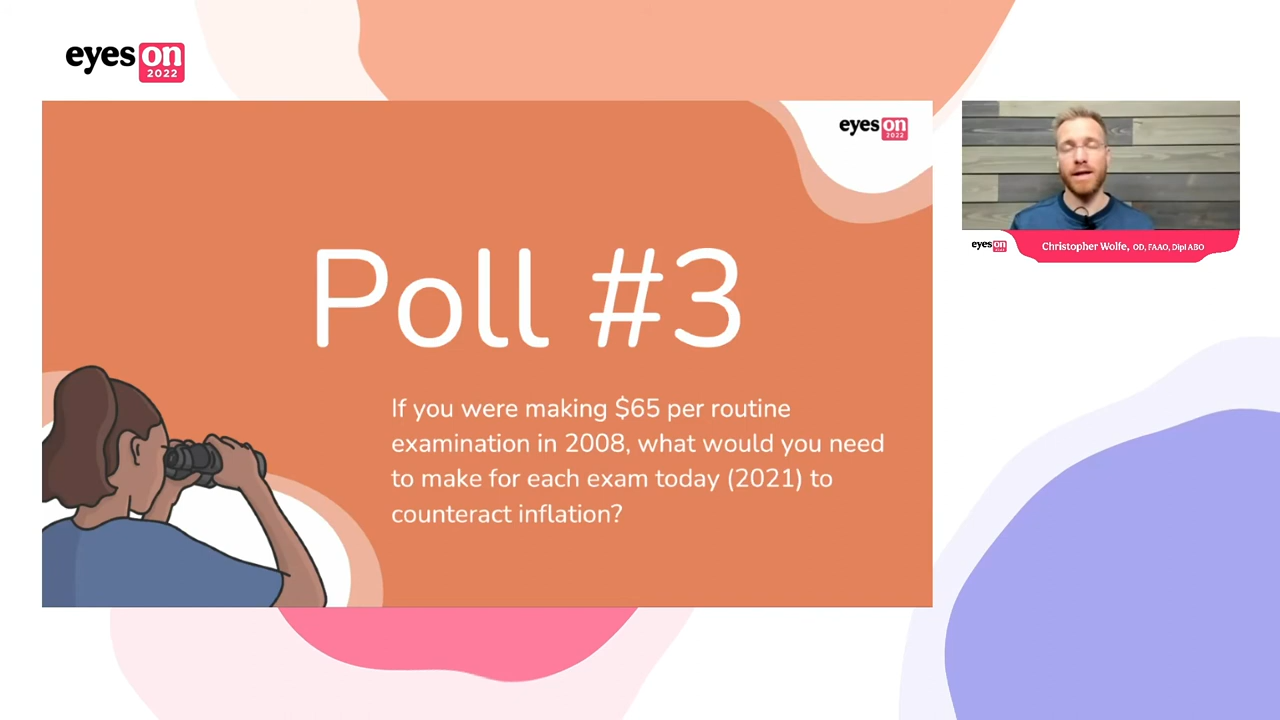 eyes on
2022
eyes on
2022
Poll #3
If you were making $65 per routine
examination in 2008, what would you need
to make for each exam today (2021) to
counteract inflation?
eyes on
Christopher Wolfe, OD, FAAO, Dipl ABO